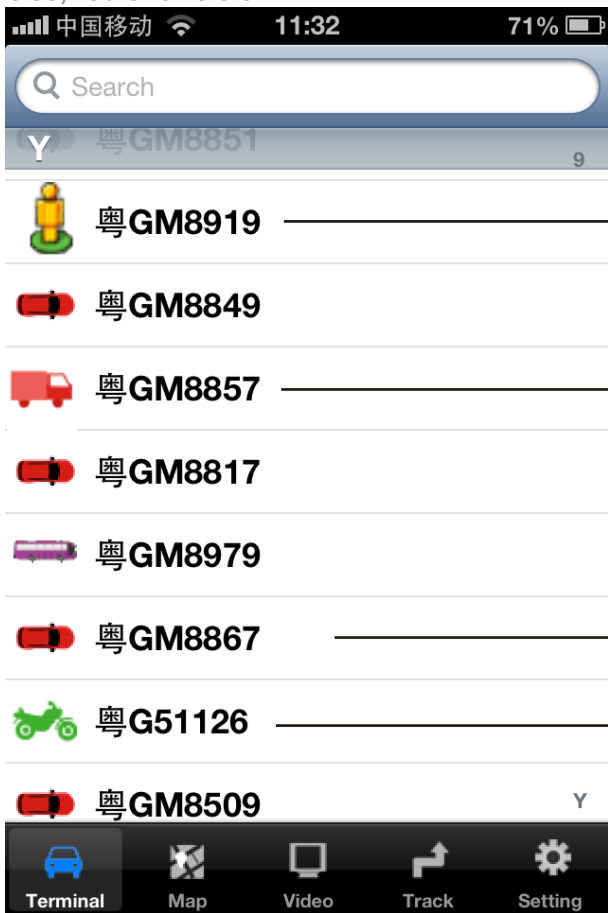 中国移动 11:32 71%
Search
Y 粤GM8851
9
粤GM8919
粤GM8849
粤GM8857
粤GM8817
粤GM8979
粤GM8867
粤G51126
粤GM8509
Y
Terminal Map Video Track Setting